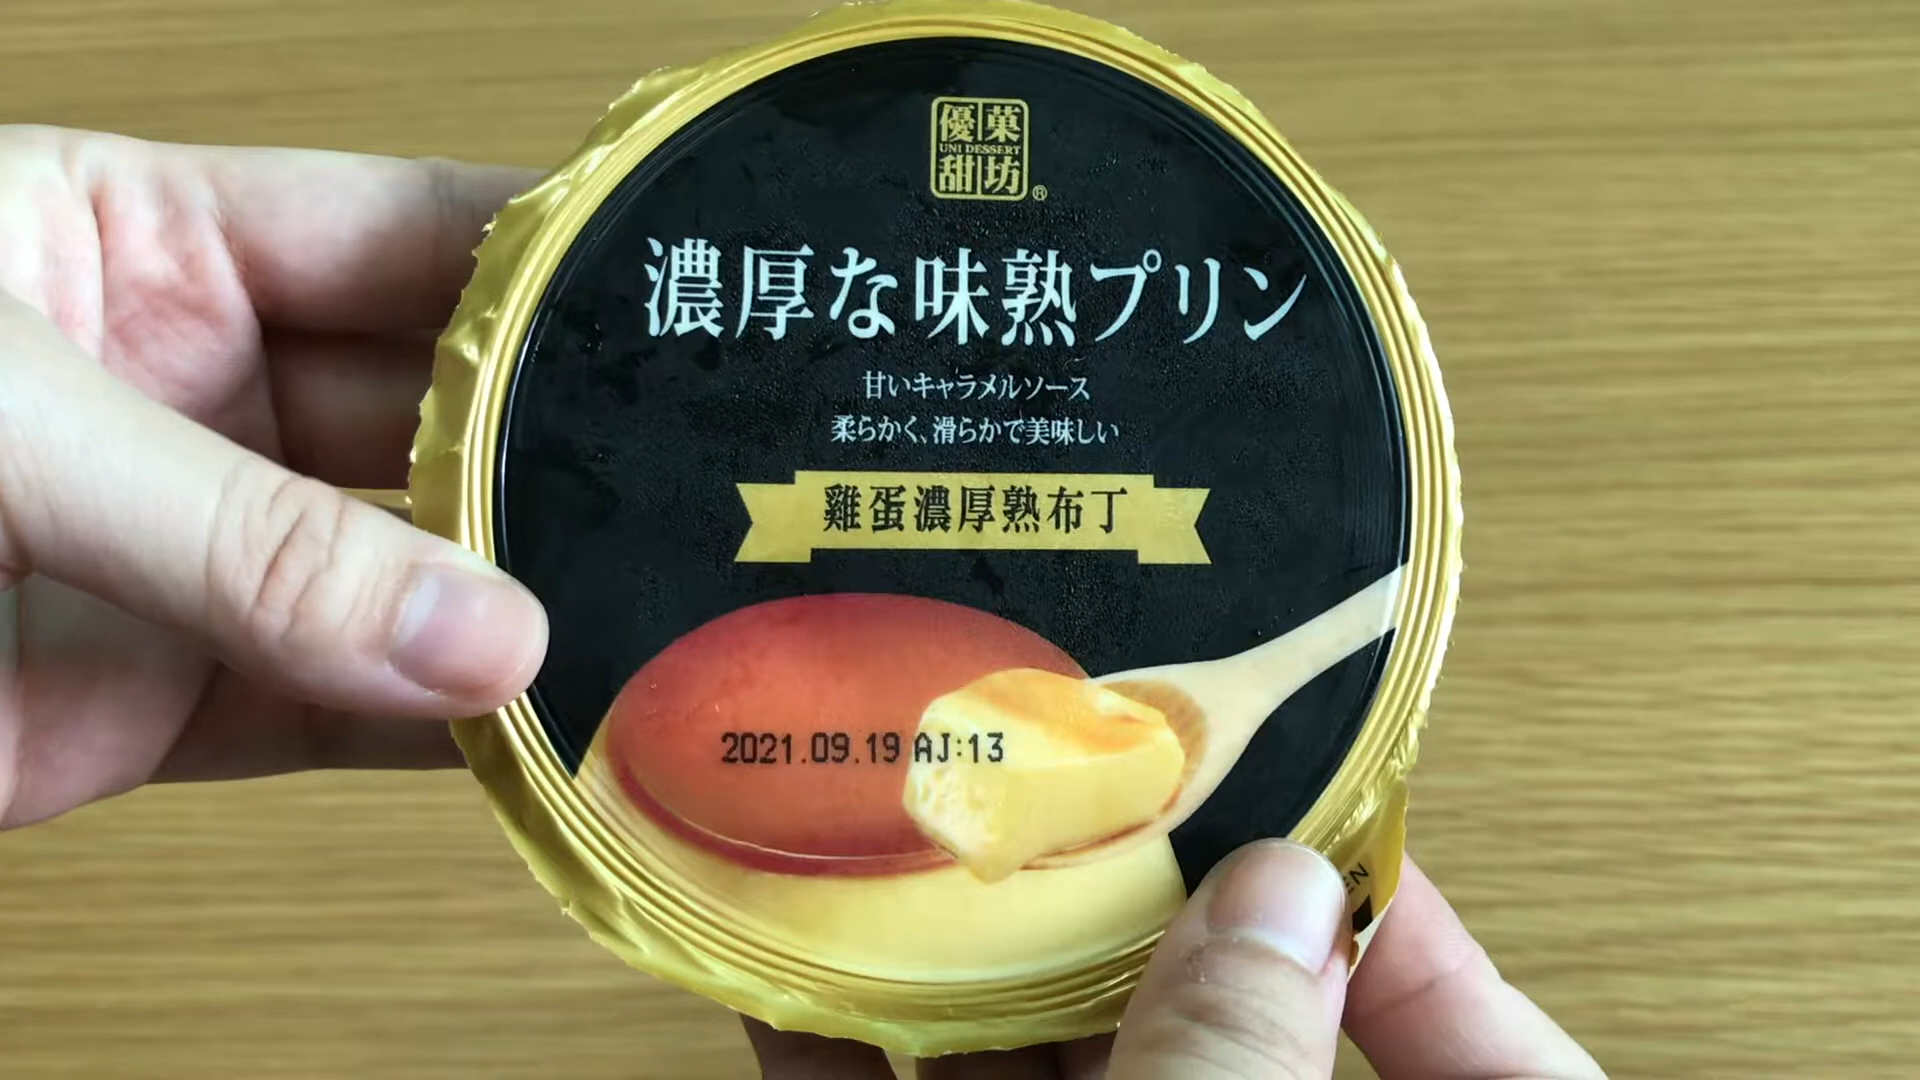 優菓
UNI DESSERT
甜坊®
濃厚な味熟プリン
甘いキャラメルソース
柔らかく、滑らかで美味しい
雞蛋濃厚熟布丁
2021.09.19 AJ:13